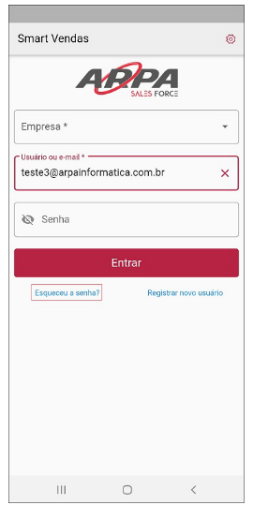 Smart Vendas
ARPA
SALES FORCE
Empresa *
Usuário ou e-mail *
teste3@arpainformatica.com.br
Senha
Entrar
Esqueceu a senha?
Registrar novo usuário